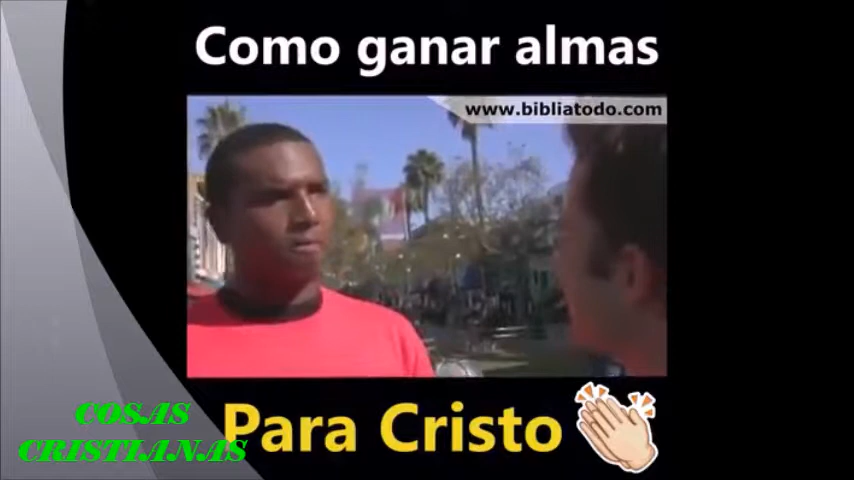 Como ganar almas
www.bibliatodo.com
Para Cristo
COSAS
CRISTIANAS